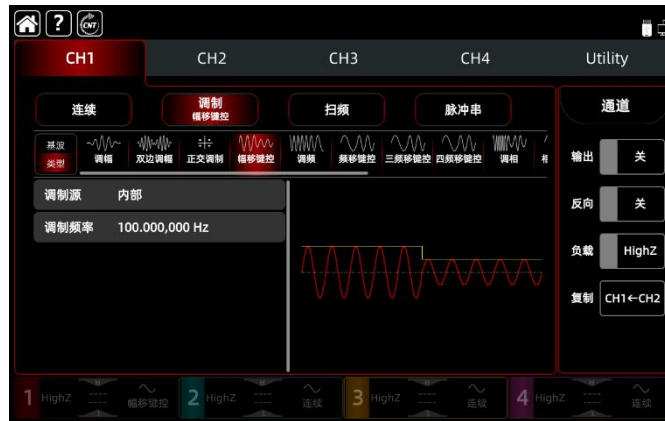 ? CNT
CH1 CH2 CH3 CH4 Utility
连续 调制 扫频 脉冲串 通道
幅移键控
基波
类型 调幅 双边调幅 正交调制 幅移键控 调频 频移键控 三频移键控 四频移键控 调相
输出 关
调制源 内部
反向 关
调制频率 100.000,000 Hz
负载 HighZ
复制 CH1←CH2
1 HighZ ---- 幅移键控 2 HighZ ---- 连续 3 HighZ ---- 连续 4 HighZ ---- 连续